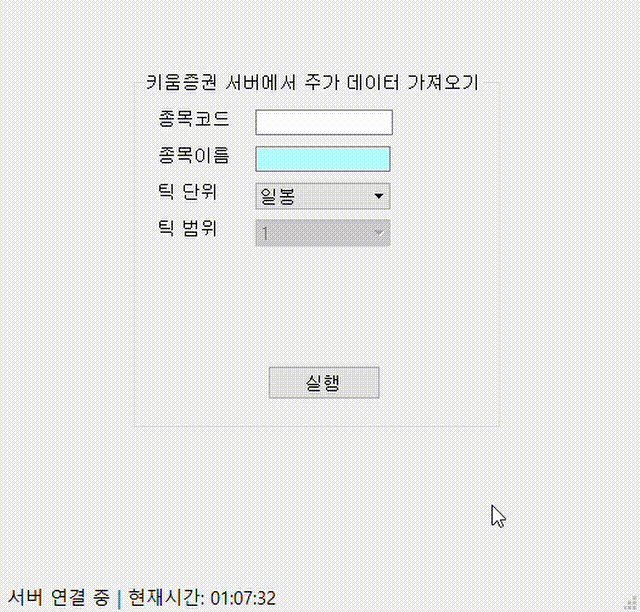 키움증권 서버에서 주가 데이터 가져오기
종목코드
종목이름
틱 단위 일봉
틱 범위 1
실행
서버 연결 중 | 현재시간: 01:07:32